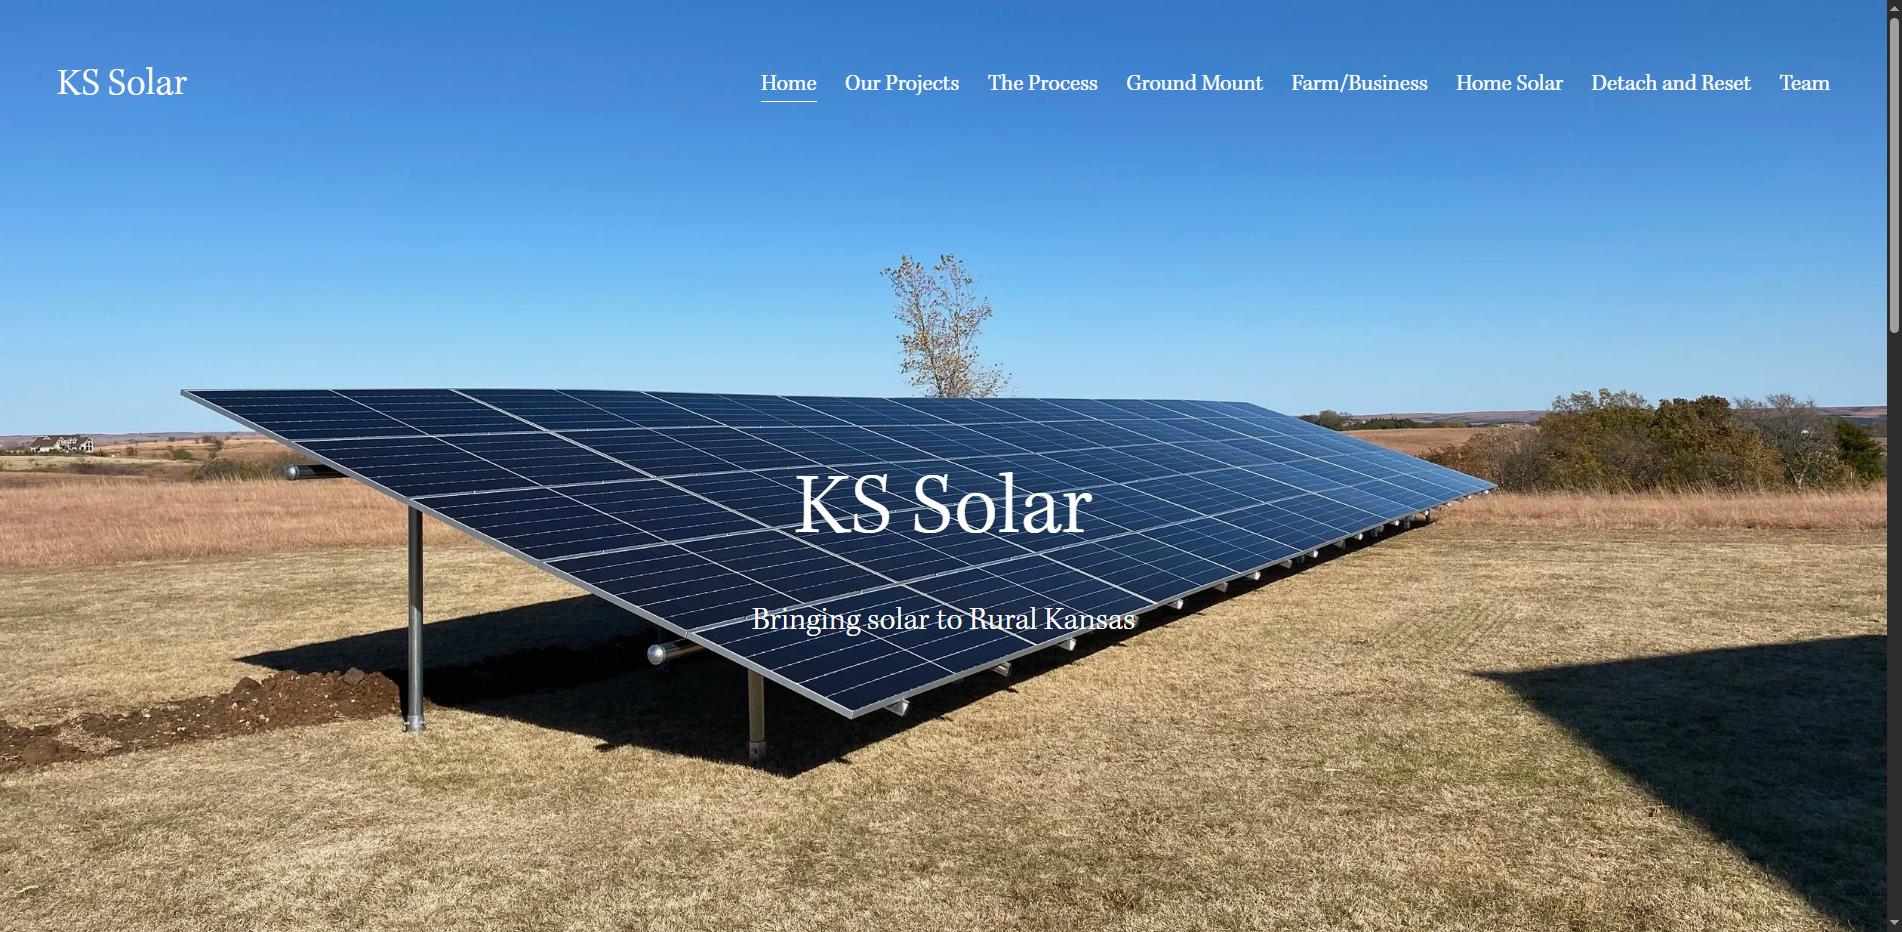 KS Solar
Home Our Projects The Process Ground Mount Farm/Business Home Solar Detach and Reset Team
KS Solar
Bringing solar to Rural Kansas